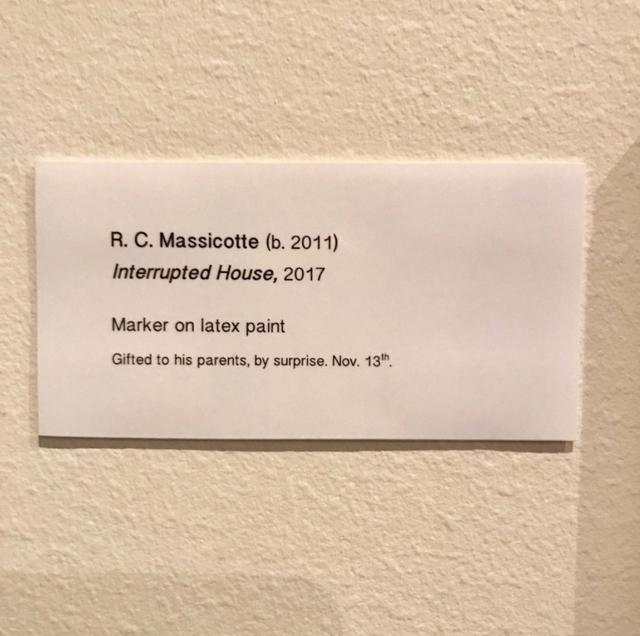 R. C. Massicotte (b. 2011)
Interrupted House, 2017
Marker on latex paint
Gifted to his parents, by surprise. Nov. 13th.